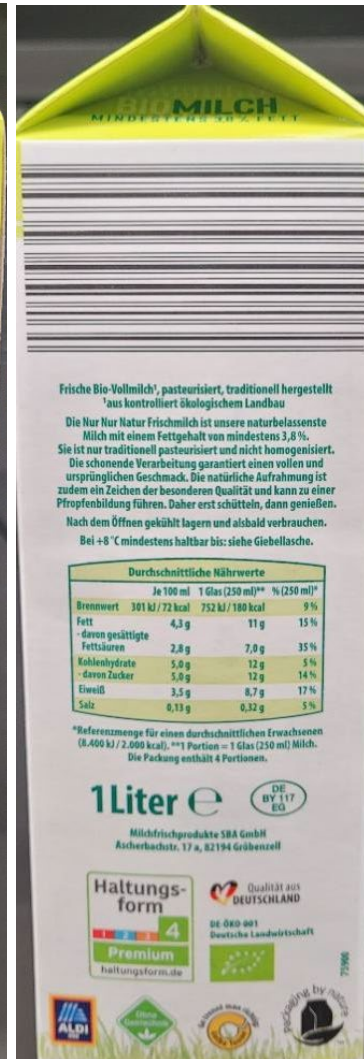 BIOMILCH
MINDESTENS 3,8 % FETT
Frische Bio-Vollmilch¹, pasteurisiert, traditionell hergestellt
¹aus kontrolliert ökologischem Landbau
Die Nur Nur Natur Frischmilch ist unsere naturbelassenste
Milch mit einem Fettgehalt von mindestens 3,8 %.
Sie ist nur traditionell pasteurisiert und nicht homogenisiert.
Die schonende Verarbeitung garantiert einen vollen und
ursprünglichen Geschmack. Die natürliche Aufrahmung ist
zudem ein Zeichen der besonderen Qualität und kann zu einer
Pfropfenbildung führen. Daher erst schütteln, dann genießen.
Nach dem Öffnen gekühlt lagern und alsbald verbrauchen.
Bei +8 °C mindestens haltbar bis: siehe Giebellasche.
Durchschnittliche Nährwerte
Je 100 ml 1 Glas (250 ml)** % (250 ml)*
Brennwert 301 kJ / 72 kcal 752 kJ / 180 kcal 9 %
Fett 4,3 g 11 g 15 %
- davon gesättigte
Fettsäuren 2,8 g 7,0 g 35 %
Kohlenhydrate 5,0 g 12 g 5 %
- davon Zucker 5,0 g 12 g 14 %
Eiweiß 3,5 g 8,7 g 17 %
Salz 0,13 g 0,32 g 5 %
*Referenzmenge für einen durchschnittlichen Erwachsenen
(8.400 kJ / 2.000 kcal). **1 Portion = 1 Glas (250 ml) Milch.
Die Packung enthält 4 Portionen.
1 Liter e
DE
BY 117
EG
Milchfrischprodukte SBA GmbH
Ascherbachstr. 17 a, 82194 Gröbenzell
Haltungs-
form
1 2 3 4
Premium
haltungsform.de
Qualität aus
DEUTSCHLAND
DE-ÖKO-001
Deutsche Landwirtschaft
75900
ALDI
SÜD
Ohne
Gentechnik
packaging by nature